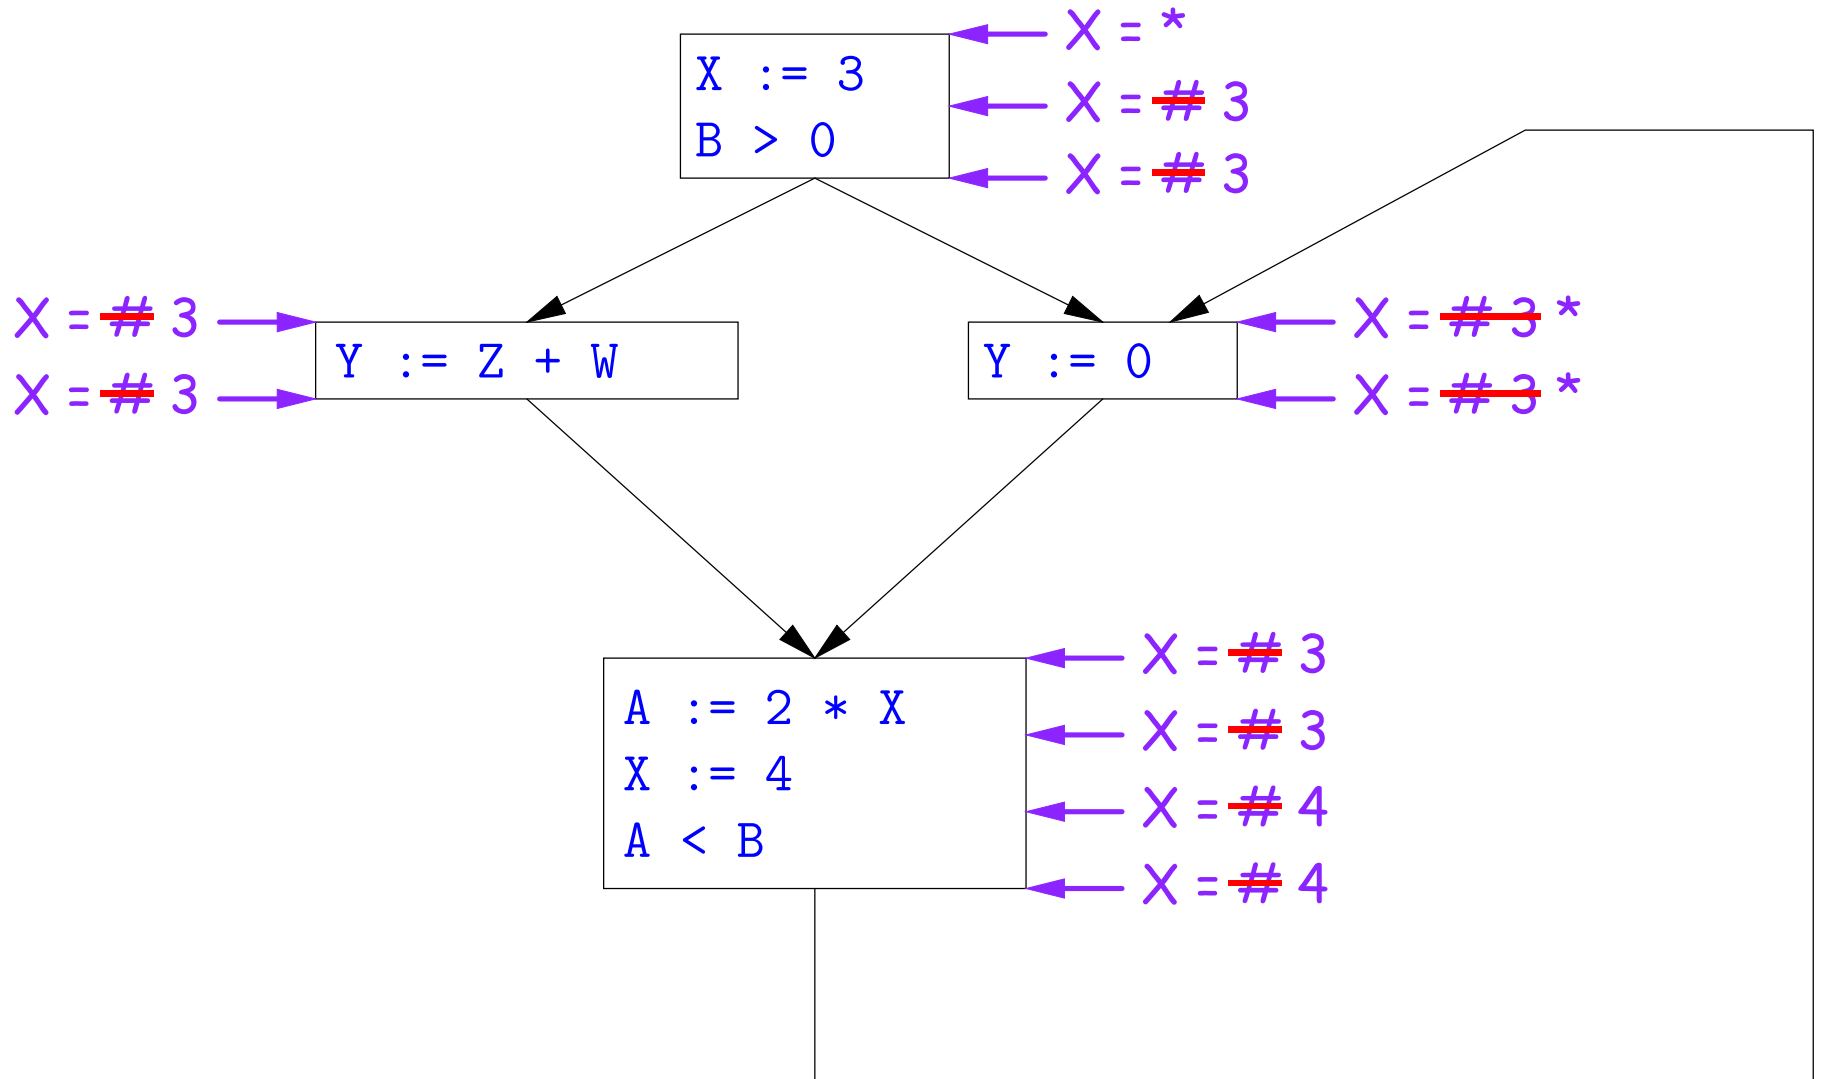 X = *
X := 3
X = # 3
B > 0
X = # 3
X = # 3
X = # 3 *
Y := Z + W
Y := 0
X = # 3
X = # 3 *
X = # 3
A := 2 * X
X = # 3
X := 4
X = # 4
A < B
X = # 4